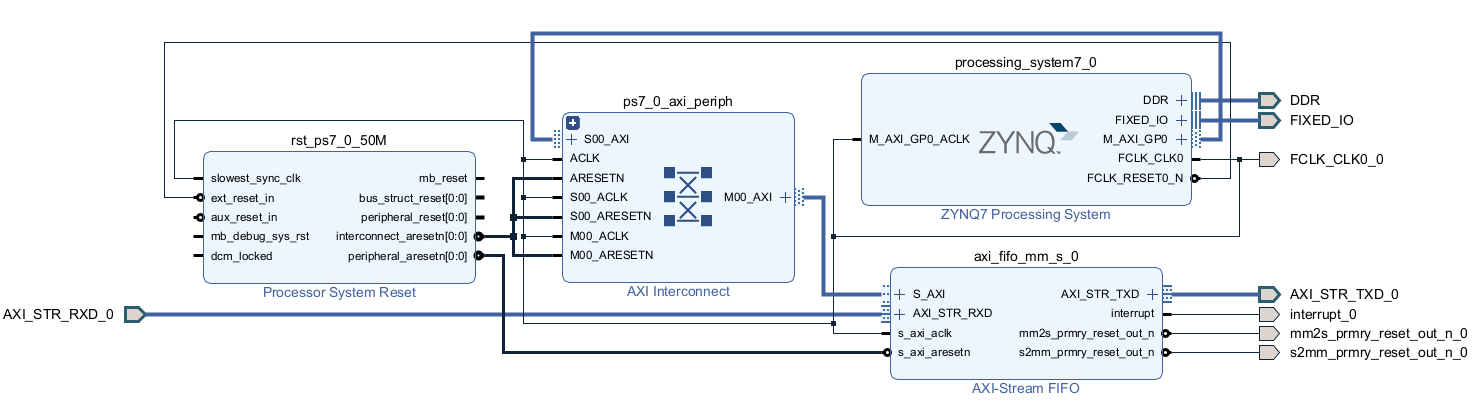 processing_system7_0
DDR
FIXED_IO
M_AXI_GP0_ACLK
ZYNQ
M_AXI_GP0
FCLK_CLK0
FCLK_RESET0_N
ZYNQ7 Processing System
DDR
FIXED_IO
FCLK_CLK0_0
ps7_0_axi_periph
S00_AXI
ACLK
ARESETN
S00_ACLK
S00_ARESETN
M00_ACLK
M00_ARESETN
M00_AXI
AXI Interconnect
rst_ps7_0_50M
slowest_sync_clk
ext_reset_in
aux_reset_in
mb_debug_sys_rst
dcm_locked
mb_reset
bus_struct_reset[0:0]
peripheral_reset[0:0]
interconnect_aresetn[0:0]
peripheral_aresetn[0:0]
Processor System Reset
AXI_STR_RXD_0
axi_fifo_mm_s_0
S_AXI
AXI_STR_RXD
s_axi_aclk
s_axi_aresetn
AXI_STR_TXD
interrupt
mm2s_prmry_reset_out_n
s2mm_prmry_reset_out_n
AXI-Stream FIFO
AXI_STR_TXD_0
interrupt_0
mm2s_prmry_reset_out_n_0
s2mm_prmry_reset_out_n_0